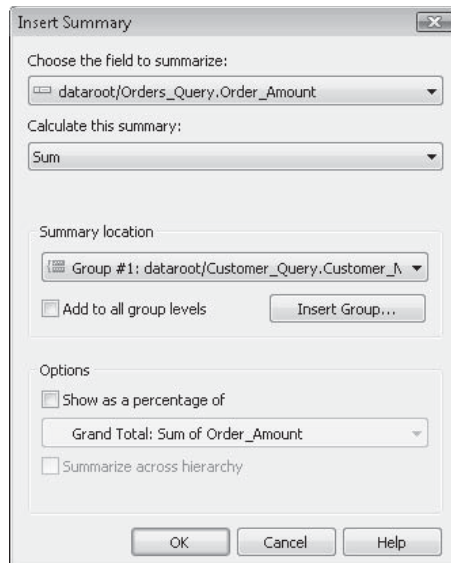 Insert Summary
Choose the field to summarize:
dataroot/Orders_Query.Order_Amount
Calculate this summary:
Sum
Summary location
Group #1: dataroot/Customer_Query.Customer_N
Add to all group levels
Insert Group...
Options
Show as a percentage of
Grand Total: Sum of Order_Amount
Summarize across hierarchy
OK Cancel Help